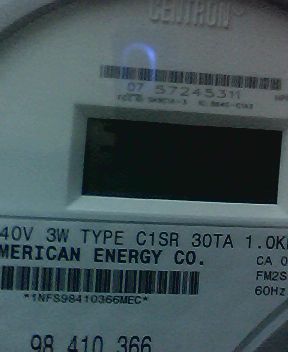 CENTRON®
07 57245311
40V 3W TYPE C1SR 30TA 1.0K
MERICAN ENERGY CO.
CA 0
FM2S
60Hz
*1NFS98410366MEC*
98 410 366